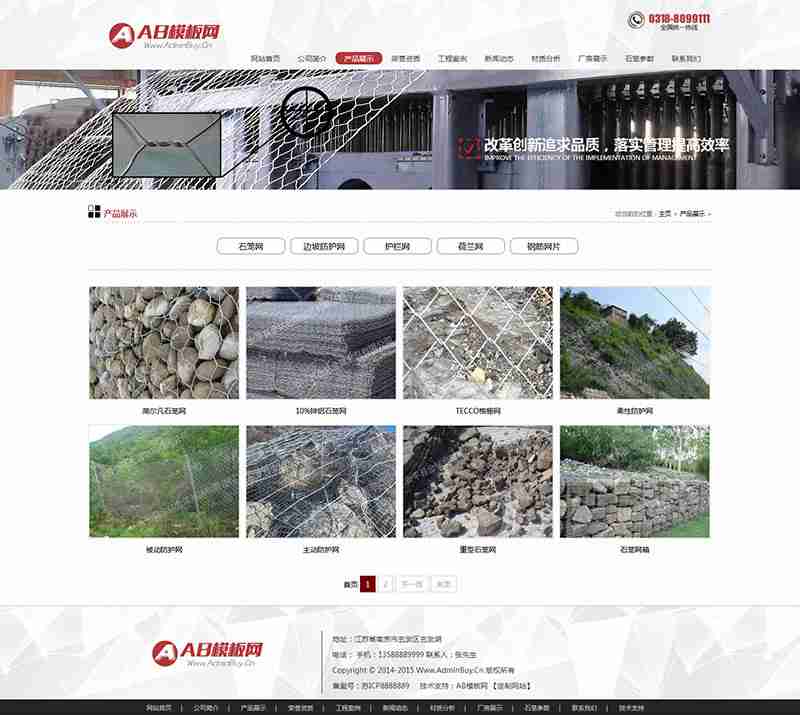 AB模板网
Www.AdminBuy.Cn
0318-8099111
全国统一热线
网站首页 公司简介 产品展示 荣誉资质 工程案例 新闻动态 材质分析 厂房展示 石笼参数 联系我们
改革创新追求品质，落实管理提高效率
IMPROVE THE EFFICIENCY OF THE IMPLEMENTATION OF MANAGEMENT
产品展示
您当前的位置：主页 > 产品展示 >
石笼网 边坡防护网 护栏网 荷兰网 钢筋网片
高尔凡石笼网 10%锌铝石笼网 TECCO格栅网 柔性防护网
被动防护网 主动防护网 重型石笼网 石笼网箱
首页 1 2 下一页 末页
AB模板网
Www.AdminBuy.Cn
地址：江苏省南京市玄武区玄武湖
电话： 手机：13588889999 联系人：张先生
Copyright © 2014-2015 Www.AdminBuy.Cn 版权所有
备案号：苏ICP8888889 技术支持：AB模板网 【定制网站】
网站首页 | 公司简介 | 产品展示 | 荣誉资质 | 工程案例 | 新闻动态 | 材质分析 | 厂房展示 | 石笼参数 | 联系我们 | 技术支持